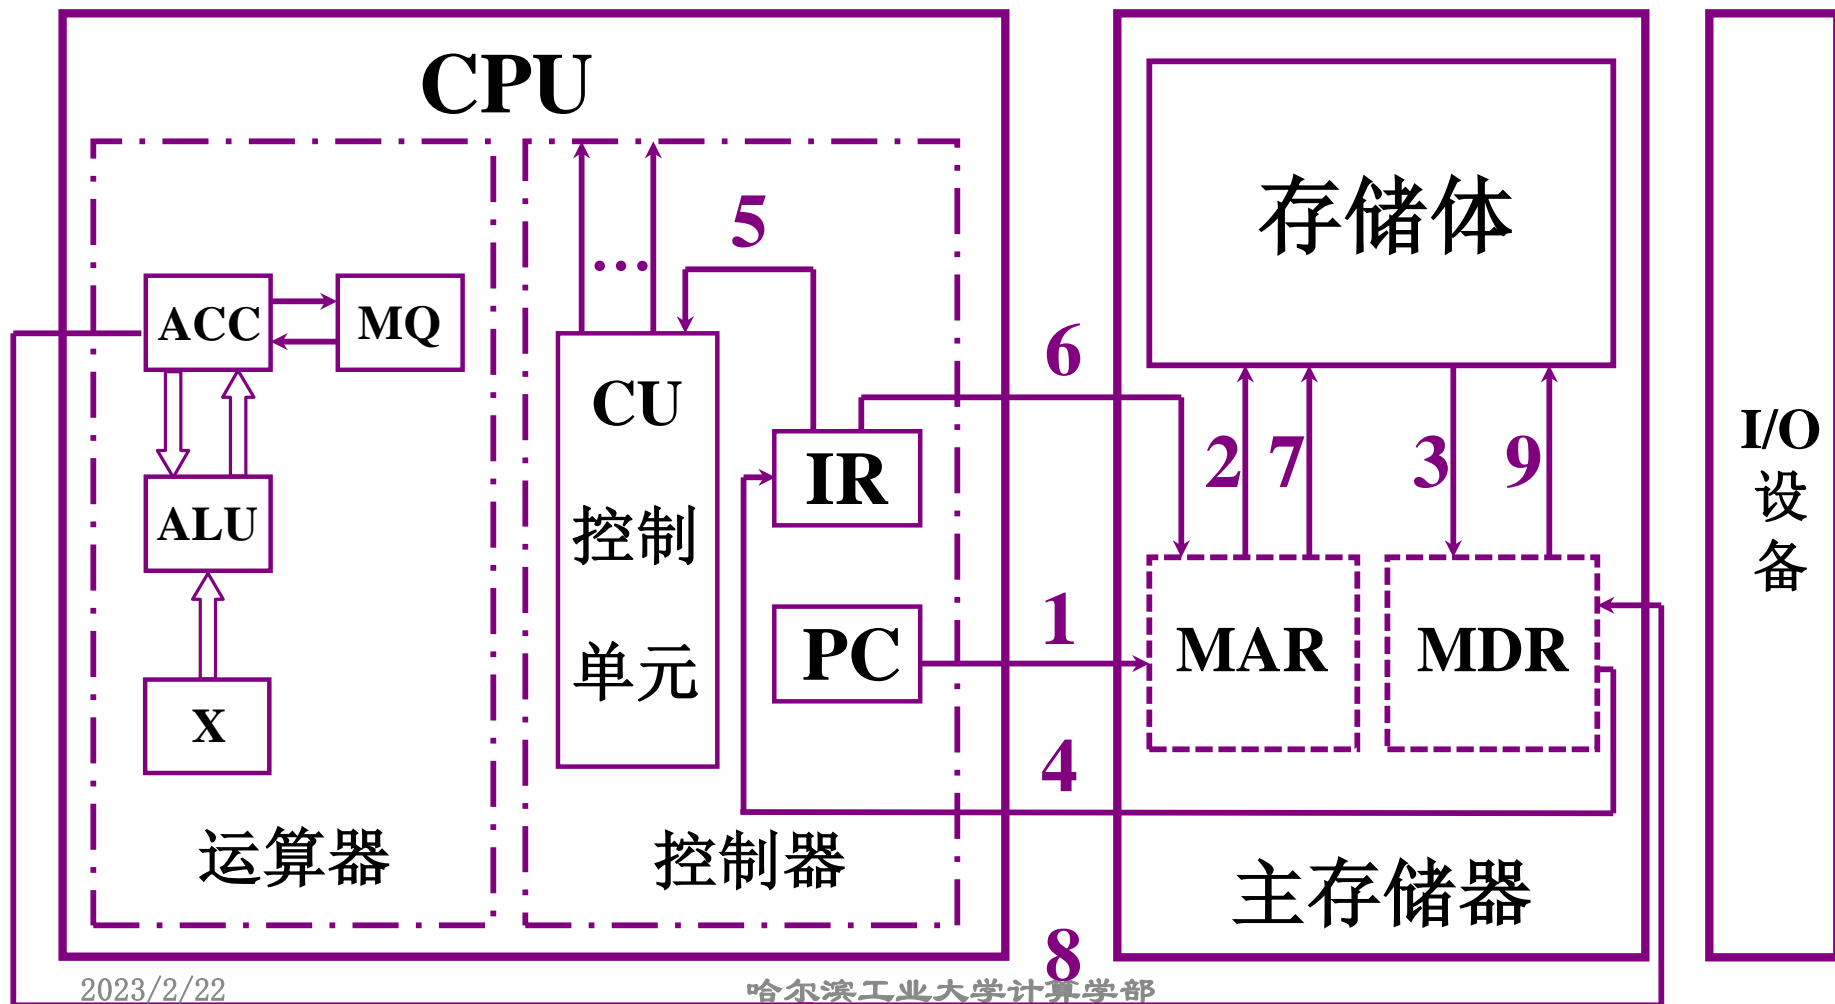 CPU
5
...
ACC
MQ
ALU
X
运算器
CU
控制
单元
IR
PC
控制器
6
1
4
8
存储体
2
7
3
9
MAR
MDR
主存储器
I/O
设
备
2023/2/22
哈尔滨工业大学计算学部